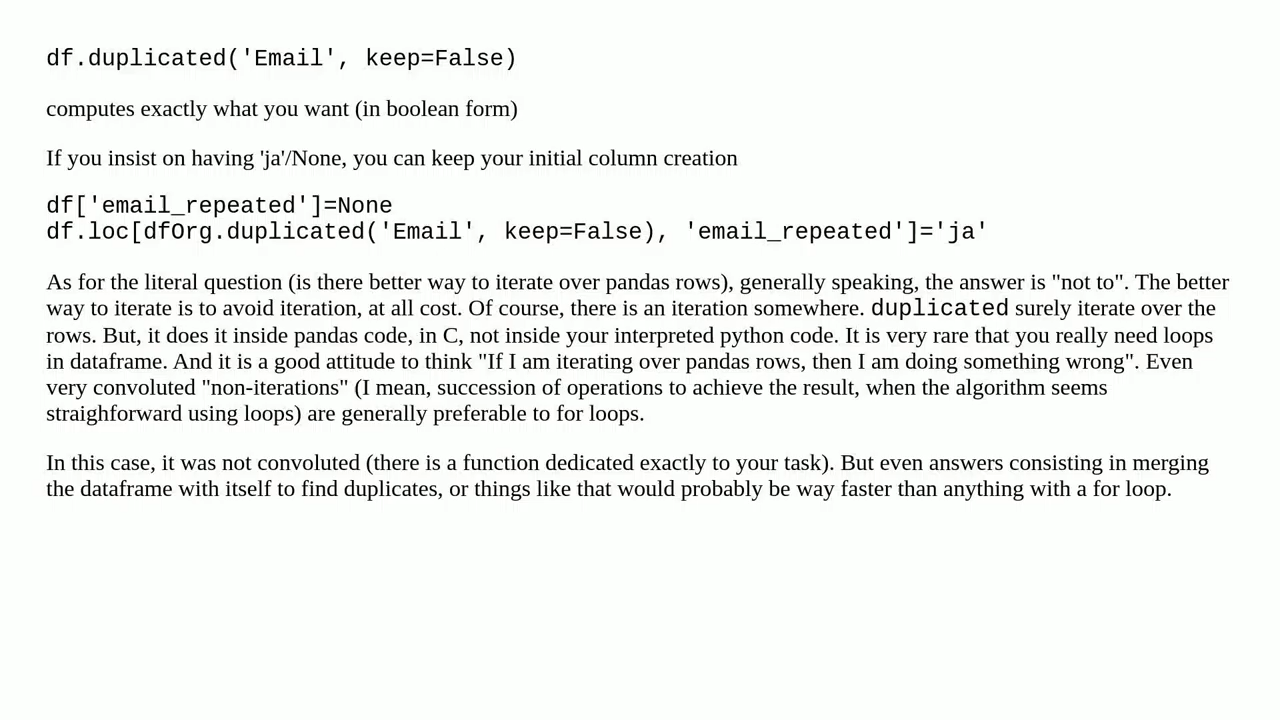 df.duplicated('Email', keep=False)
computes exactly what you want (in boolean form)
If you insist on having 'ja'/None, you can keep your initial column creation
df['email_repeated']=None
df.loc[dfOrg.duplicated('Email', keep=False), 'email_repeated']='ja'
As for the literal question (is there better way to iterate over pandas rows), generally speaking, the answer is "not to". The better
way to iterate is to avoid iteration, at all cost. Of course, there is an iteration somewhere. duplicated surely iterate over the
rows. But, it does it inside pandas code, in C, not inside your interpreted python code. It is very rare that you really need loops
in dataframe. And it is a good attitude to think "If I am iterating over pandas rows, then I am doing something wrong". Even
very convoluted "non-iterations" (I mean, succession of operations to achieve the result, when the algorithm seems
straighforward using loops) are generally preferable to for loops.
In this case, it was not convoluted (there is a function dedicated exactly to your task). But even answers consisting in merging
the dataframe with itself to find duplicates, or things like that would probably be way faster than anything with a for loop.